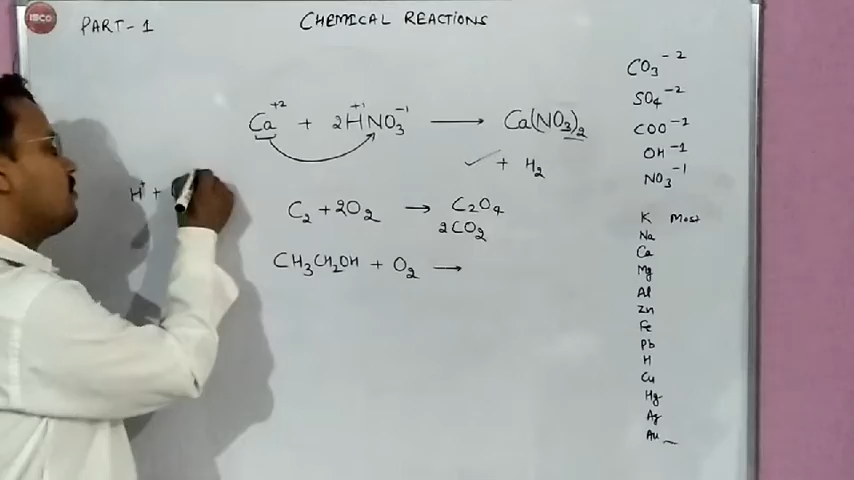 IMCO
PART-1
CHEMICAL REACTIONS
Ca⁺² + 2H⁺¹NO₃⁻¹ ⟶ Ca(NO₃)₂
✓ + H₂
H⁺ +
C₂ + 2O₂ → C₂O₄
2CO₂
CH₃CH₂OH + O₂ →
CO₃⁻²
SO₄⁻²
COO⁻¹
OH⁻¹
NO₃⁻¹
K Most
Na
Ca
Mg
Al
Zn
Fe
Pb
H
Cu
Hg
Ag
Au